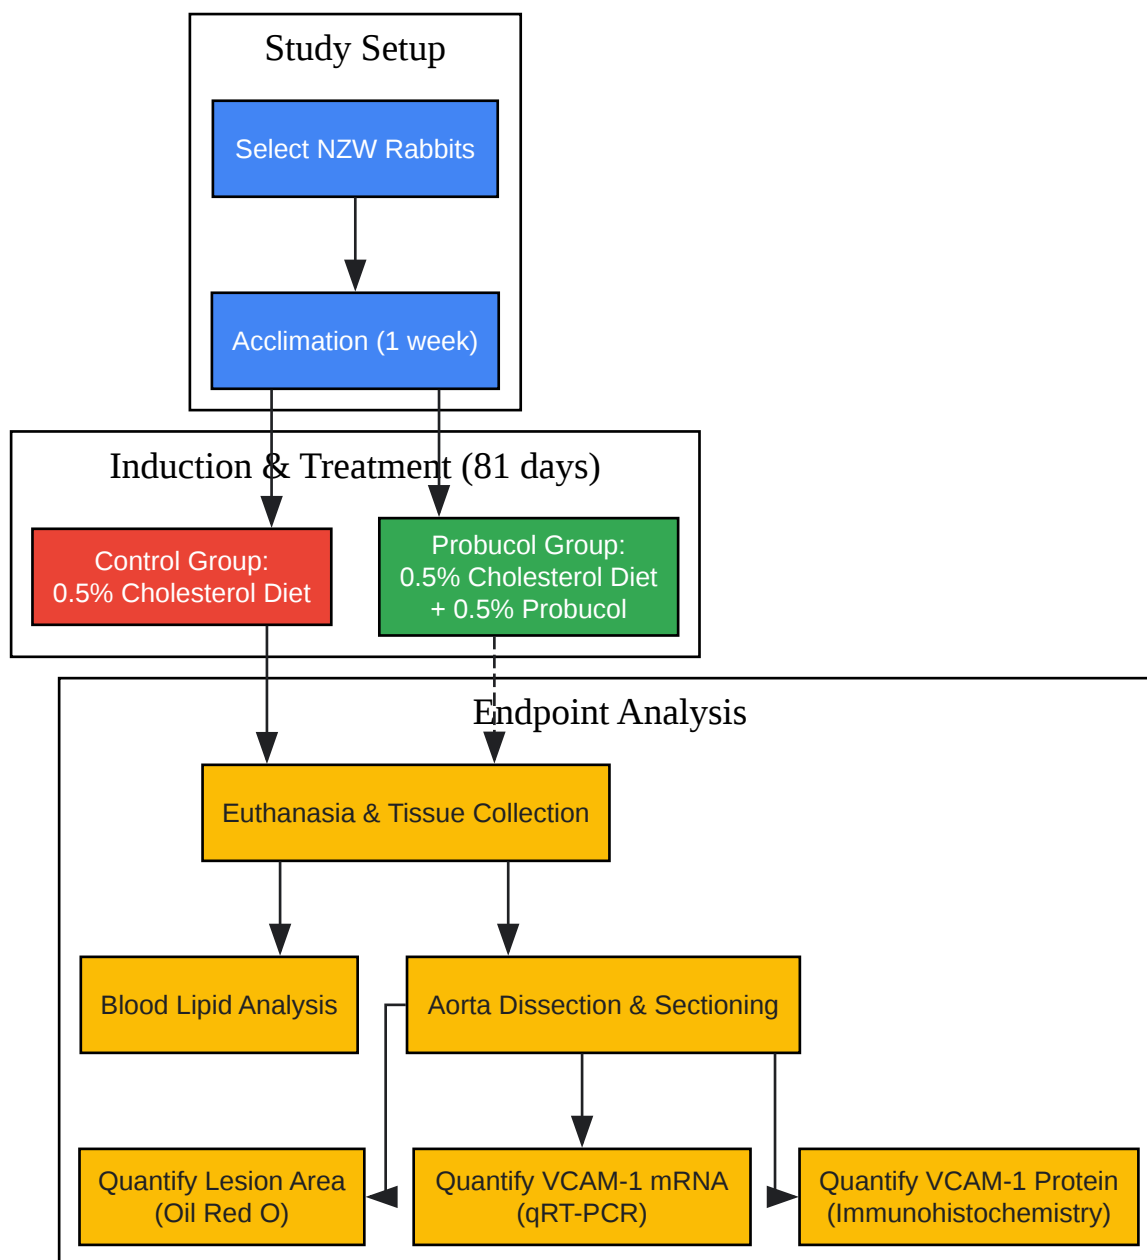 Study Setup
Select NZW Rabbits
Acclimation (1 week)
Induction & Treatment (81 days)
Control Group:
0.5% Cholesterol Diet
Probucol Group:
0.5% Cholesterol Diet
+ 0.5% Probucol
Endpoint Analysis
Euthanasia & Tissue Collection
Blood Lipid Analysis
Aorta Dissection & Sectioning
Quantify Lesion Area
(Oil Red O)
Quantify VCAM-1 mRNA
(qRT-PCR)
Quantify VCAM-1 Protein
(Immunohistochemistry)